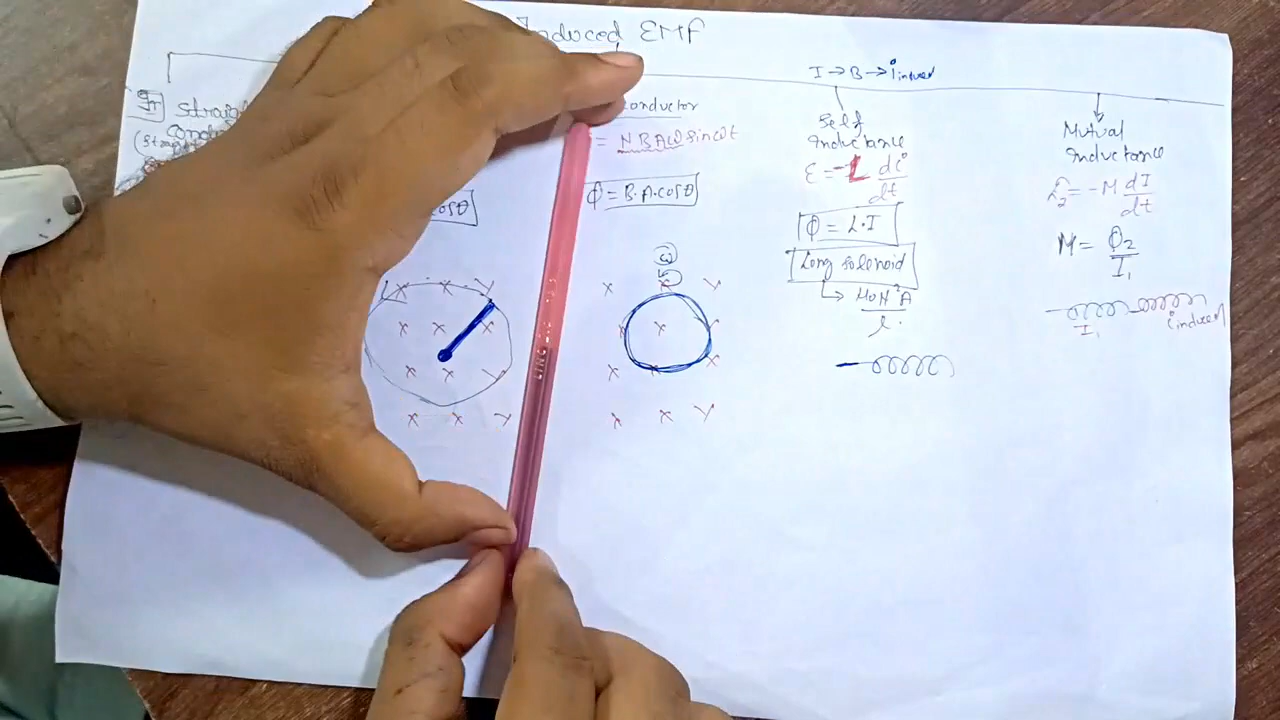 Induced EMF
I → B → i induced
Conductor
= NBAω sinωt
φ = B.A.cosθ
cosθ
ω
Self
Inductance
ε = -L di/dt
φ = L.I
Long solenoid
→ μ0N²A/l.
Mutual
Inductance
ε2 = -M dI/dt
M = φ2/I1
I1
i induced
x x x
x x x
x x x
x x x
x x x
x x
x x
x x x